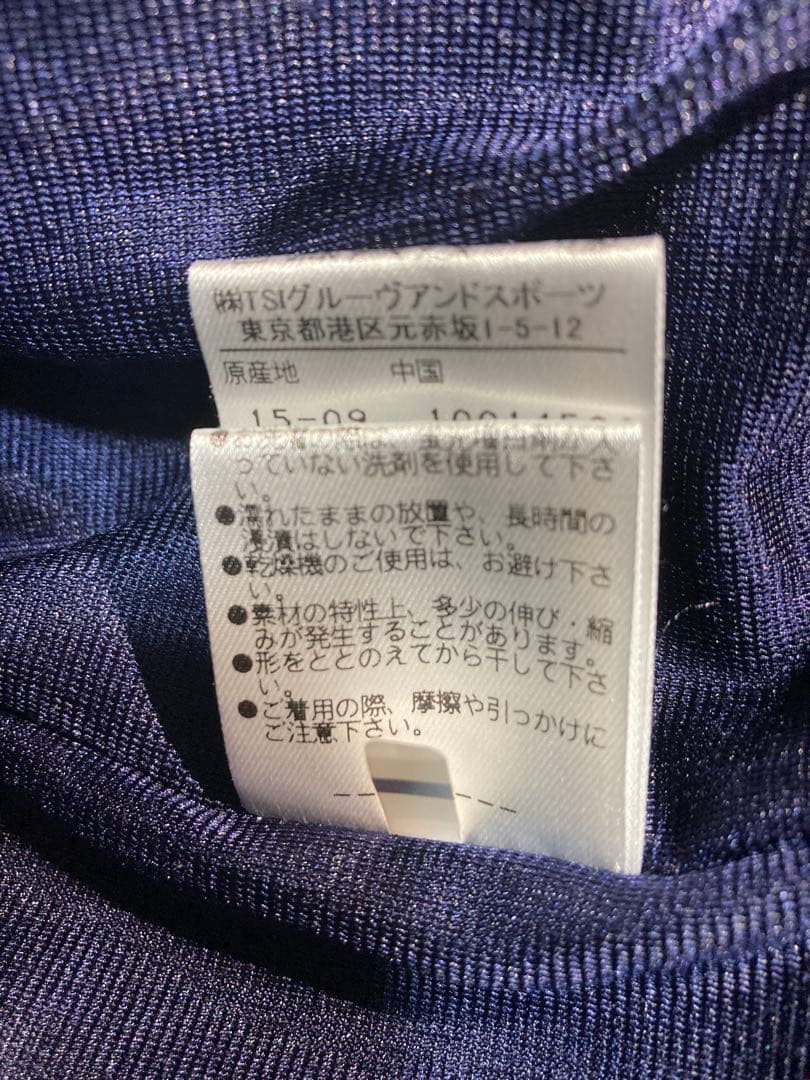 ㈱TSIグルーヴアンドスポーツ
東京都港区元赤坂1-5-12
原産地 中国
15-09
っていない洗剤を使用して下さ
い。
●濡れたままの放置や、長時間の
浸漬はしないで下さい。
●乾燥機のご使用は、お避け下さ
い。
●素材の特性上、多少の伸び・縮
みが発生することがあります。
●形をととのえてから干して下さ
い。
●ご着用の際、摩擦や引っかけに
ご注意下さい。